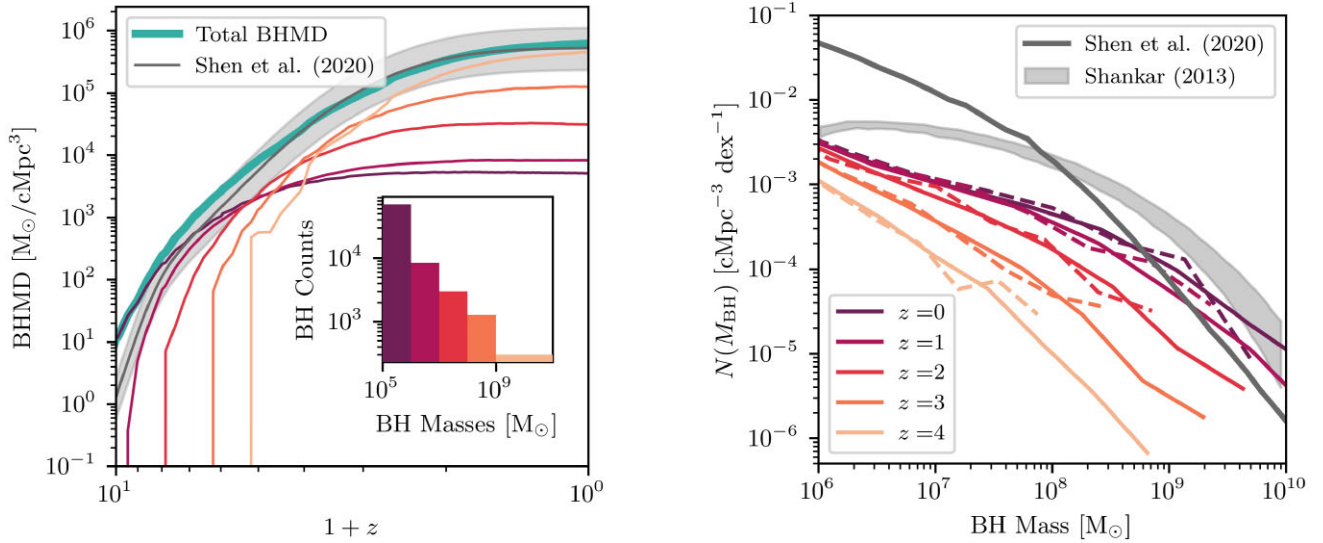 Total BHMD
Shen et al. (2020)
BHMD [M⊙/cMpc³]
10⁶
10⁵
10⁴
10³
10²
10¹
10⁰
10⁻¹
10¹
10⁰
1 + z
BH Counts
10⁴
10³
10⁵
10⁹
BH Masses [M⊙]
Shen et al. (2020)
Shankar (2013)
N(M_BH) [cMpc⁻³ dex⁻¹]
10⁻¹
10⁻²
10⁻³
10⁻⁴
10⁻⁵
10⁻⁶
z =0
z =1
z =2
z =3
z =4
10⁶
10⁷
10⁸
10⁹
10¹⁰
BH Mass [M⊙]